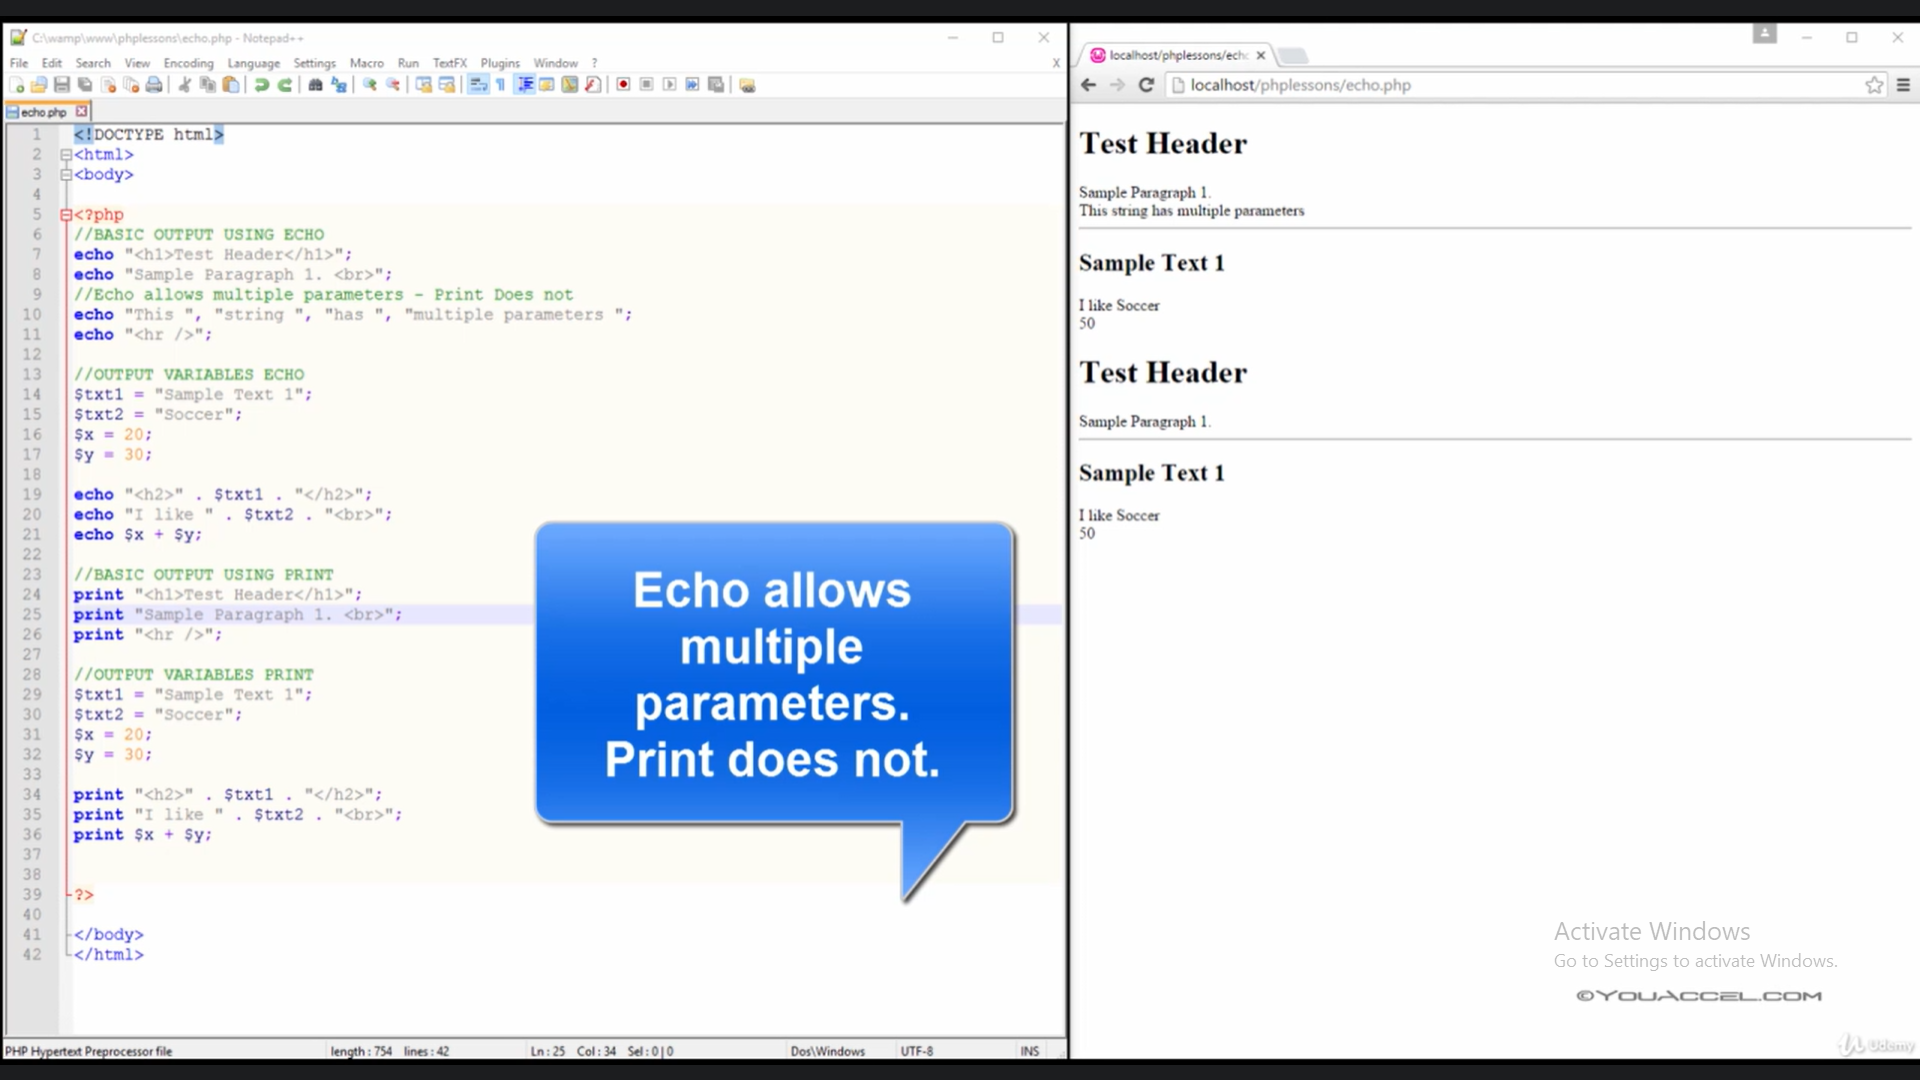 C:\wamp\www\phplessons\echo.php - Notepad++
File Edit Search View Encoding Language Settings Macro Run TextFX Plugins Window ? X
echo.php
1 <!DOCTYPE html>
2 <html>
3 <body>
4
5 <?php
6 //BASIC OUTPUT USING ECHO
7 echo "<h1>Test Header</h1>";
8 echo "Sample Paragraph 1. <br>";
9 //Echo allows multiple parameters - Print Does not
10 echo "This ", "string ", "has ", "multiple parameters ";
11 echo "<hr />";
12
13 //OUTPUT VARIABLES ECHO
14 $txt1 = "Sample Text 1";
15 $txt2 = "Soccer";
16 $x = 20;
17 $y = 30;
18
19 echo "<h2>" . $txt1 . "</h2>";
20 echo "I like " . $txt2 . "<br>";
21 echo $x + $y;
22
23 //BASIC OUTPUT USING PRINT
24 print "<h1>Test Header</h1>";
25 print "Sample Paragraph 1. <br>";
26 print "<hr />";
27
28 //OUTPUT VARIABLES PRINT
29 $txt1 = "Sample Text 1";
30 $txt2 = "Soccer";
31 $x = 20;
32 $y = 30;
33
34 print "<h2>" . $txt1 . "</h2>";
35 print "I like " . $txt2 . "<br>";
36 print $x + $y;
37
38
39 ?>
40
41 </body>
42 </html>
Echo allows
multiple
parameters.
Print does not.
PHP Hypertext Preprocessor file length : 754 lines : 42 Ln : 25 Col : 34 Sel : 0 | 0 Dos\Windows UTF-8 INS
localhost/phplessons/echo
localhost/phplessons/echo.php
Test Header
Sample Paragraph 1.
This string has multiple parameters
Sample Text 1
I like Soccer
50
Test Header
Sample Paragraph 1.
Sample Text 1
I like Soccer
50
Activate Windows
Go to Settings to activate Windows.
©YOUACCEL.COM
Udemy